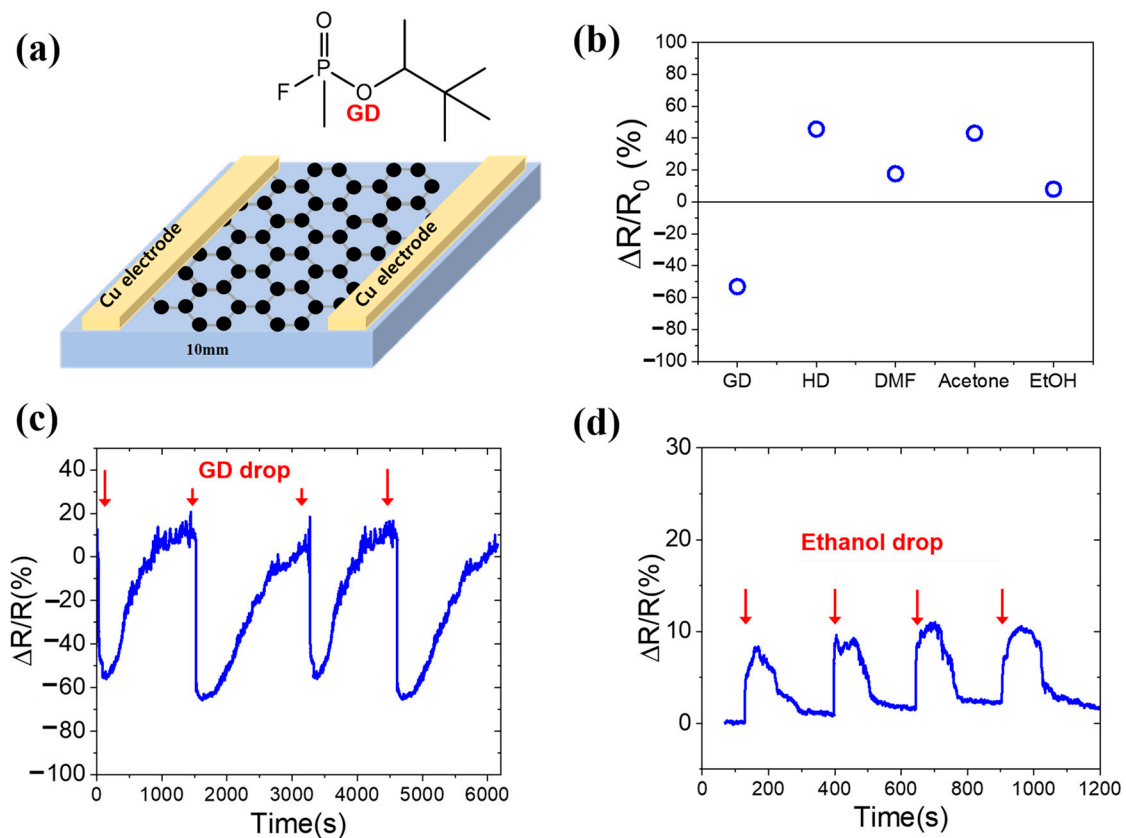 (a)
O
F
P
O
GD
Cu electrode
Cu electrode
10mm
(b)
ΔR/R0 (%)
100
80
60
40
20
0
−20
−40
−60
−80
−100
GD HD DMF Acetone EtOH
(c)
ΔR/R(%)
40
20
0
−20
−40
−60
−80
−100
GD drop
0 1000 2000 3000 4000 5000 6000
Time(s)
(d)
ΔR/R(%)
30
20
10
0
Ethanol drop
0 200 400 600 800 1000 1200
Time(s)